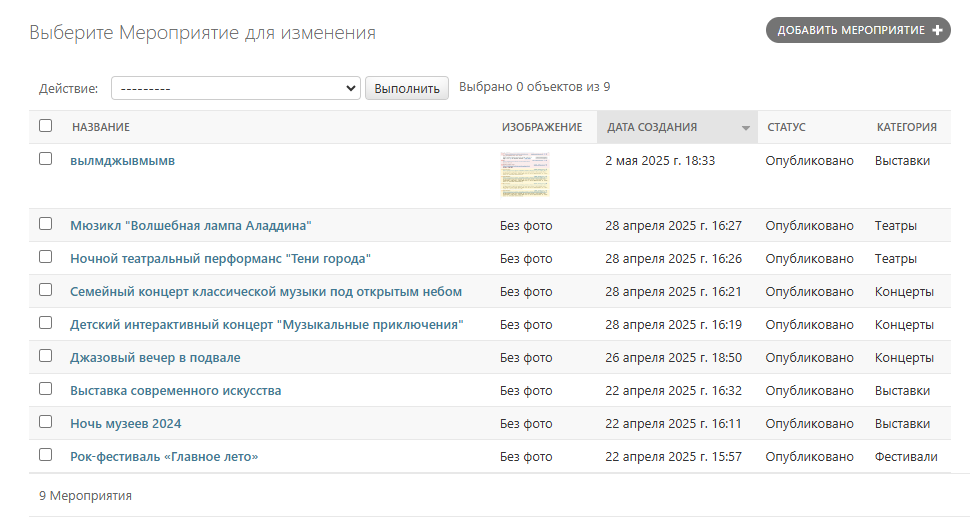 Выберите Мероприятие для изменения
ДОБАВИТЬ МЕРОПРИЯТИЕ +
Действие: --------- Выполнить Выбрано 0 объектов из 9
НАЗВАНИЕ ИЗОБРАЖЕНИЕ ДАТА СОЗДАНИЯ СТАТУС КАТЕГОРИЯ
вылмджывмымв 2 мая 2025 г. 18:33 Опубликовано Выставки
Мюзикл "Волшебная лампа Аладдина" Без фото 28 апреля 2025 г. 16:27 Опубликовано Театры
Ночной театральный перформанс "Тени города" Без фото 28 апреля 2025 г. 16:26 Опубликовано Театры
Семейный концерт классической музыки под открытым небом Без фото 28 апреля 2025 г. 16:21 Опубликовано Концерты
Детский интерактивный концерт "Музыкальные приключения" Без фото 28 апреля 2025 г. 16:19 Опубликовано Концерты
Джазовый вечер в подвале Без фото 26 апреля 2025 г. 18:50 Опубликовано Концерты
Выставка современного искусства Без фото 22 апреля 2025 г. 16:32 Опубликовано Выставки
Ночь музеев 2024 Без фото 22 апреля 2025 г. 16:11 Опубликовано Выставки
Рок-фестиваль «Главное лето» Без фото 22 апреля 2025 г. 15:57 Опубликовано Фестивали
9 Мероприятия